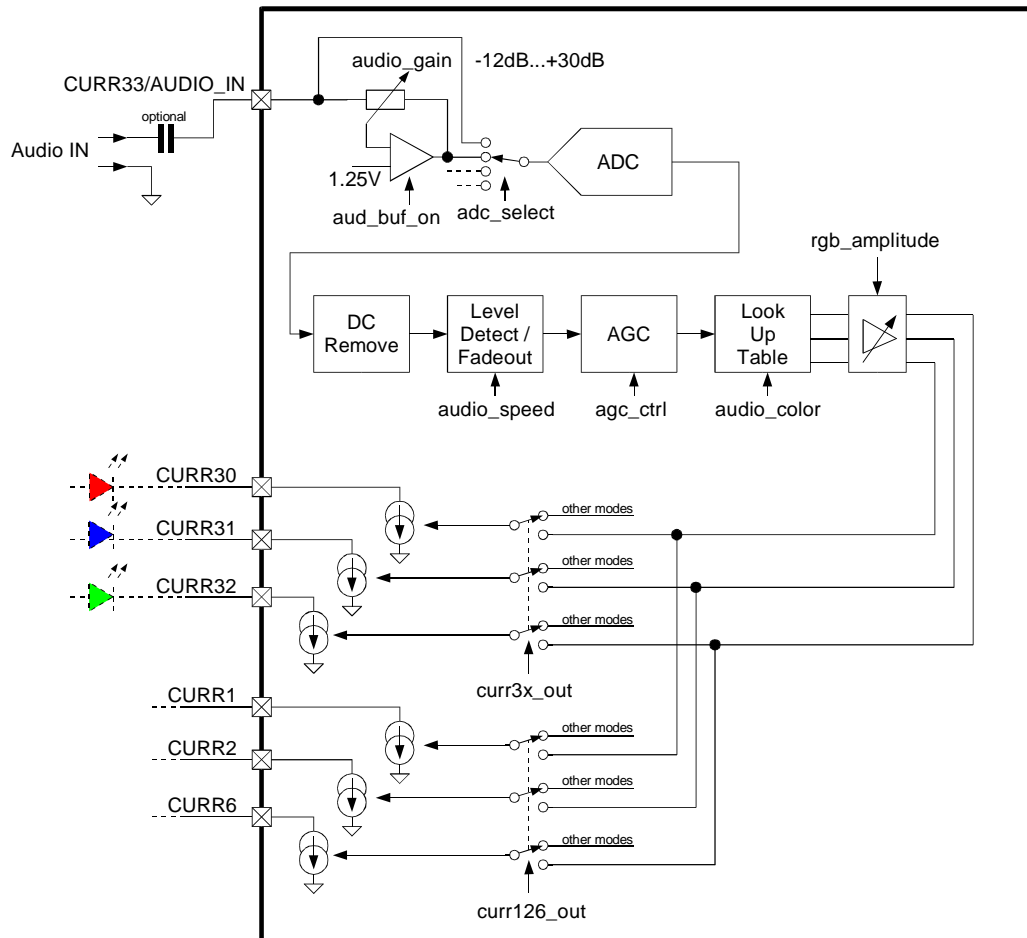 audio_gain
-12dB...+30dB
CURR33/AUDIO_IN
optional
Audio IN
ADC
1.25V
aud_buf_on
adc_select
rgb_amplitude
DC
Remove
Level
Detect /
Fadeout
AGC
Look
Up
Table
audio_speed
agc_ctrl
audio_color
CURR30
other modes
CURR31
other modes
CURR32
other modes
curr3x_out
CURR1
other modes
CURR2
other modes
CURR6
other modes
curr126_out